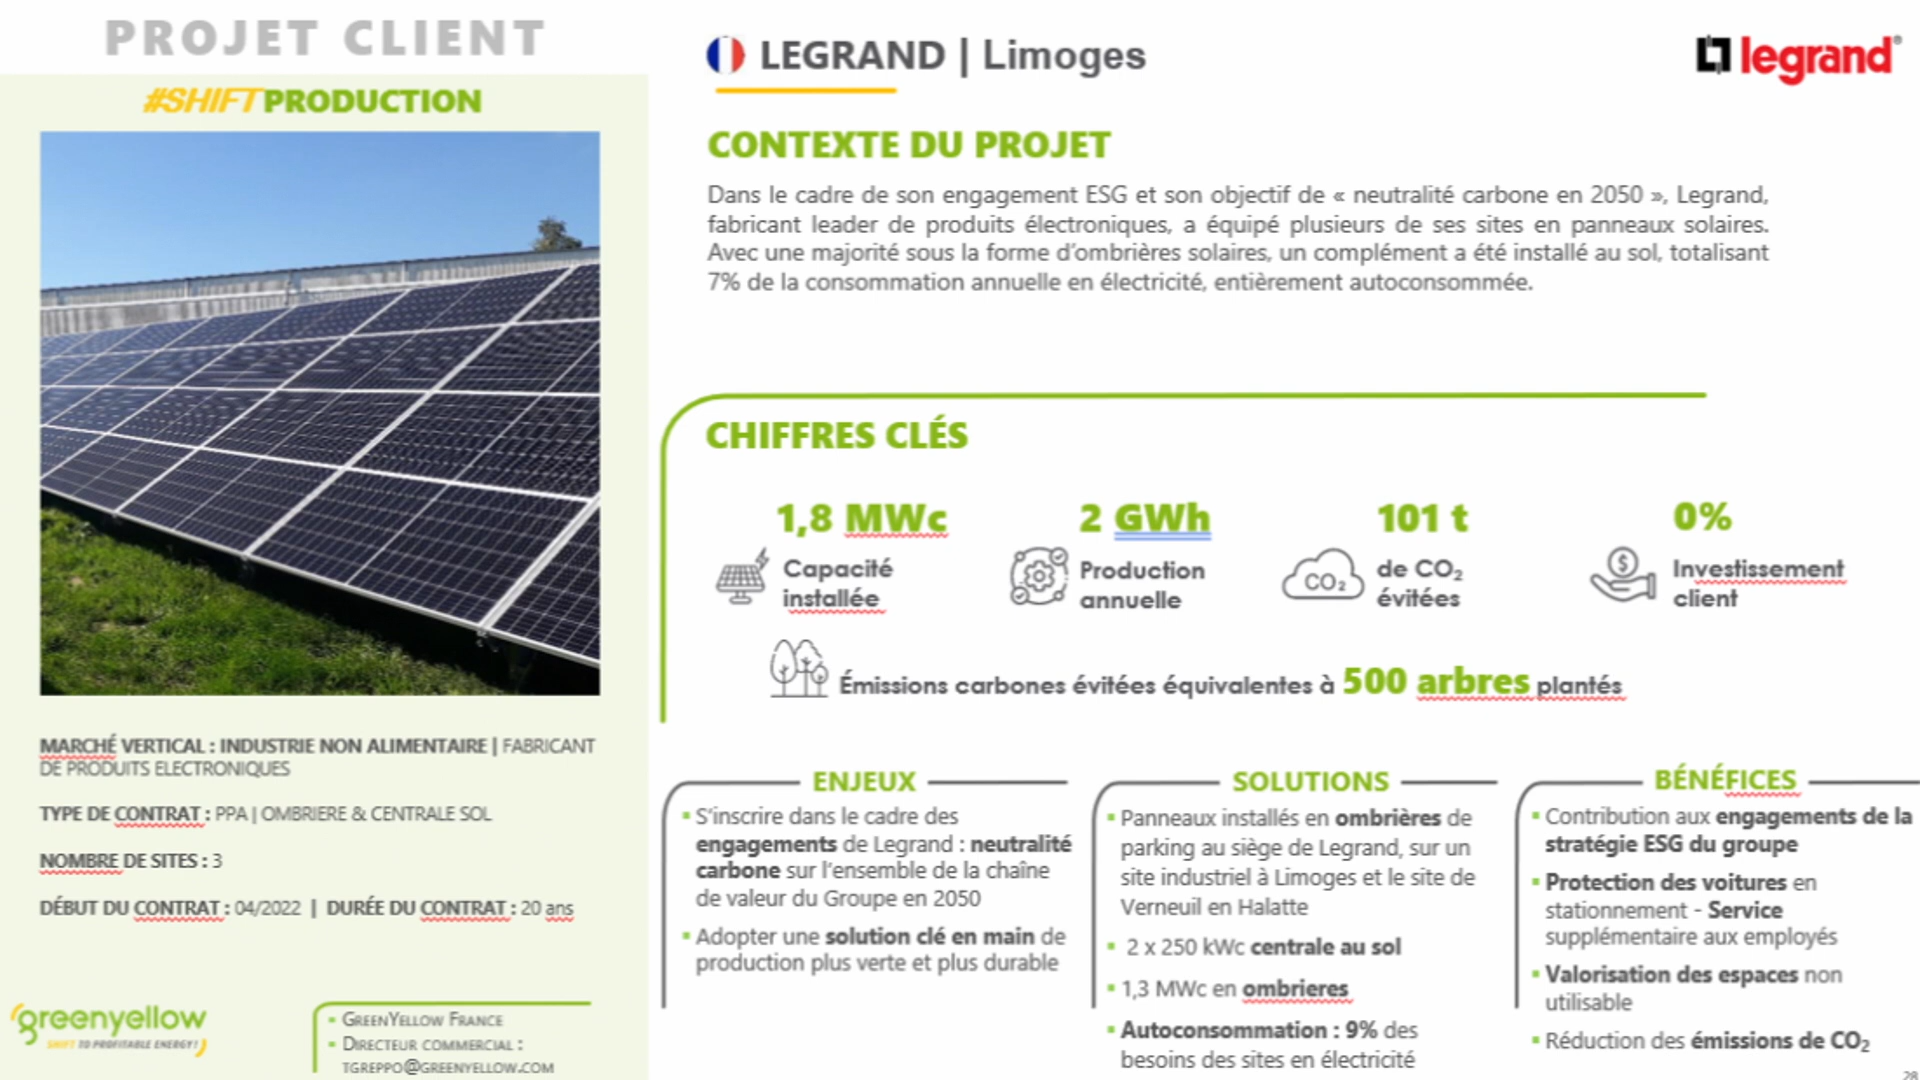 PROJET CLIENT
#SHIFTPRODUCTION
MARCHÉ VERTICAL : INDUSTRIE NON ALIMENTAIRE | FABRICANT
DE PRODUITS ELECTRONIQUES
TYPE DE CONTRAT : PPA | OMBRIERE & CENTRALE SOL
NOMBRE DE SITES : 3
DÉBUT DU CONTRAT : 04/2022 | DURÉE DU CONTRAT : 20 ans
greenyellow
SHIFT TO PROFITABLE ENERGY!
▪ GREENYELLOW FRANCE
▪ DIRECTEUR COMMERCIAL :
TGREPPO@GREENYELLOW.COM
LEGRAND | Limoges
legrand®
CONTEXTE DU PROJET
Dans le cadre de son engagement ESG et son objectif de « neutralité carbone en 2050 », Legrand,
fabricant leader de produits électroniques, a équipé plusieurs de ses sites en panneaux solaires.
Avec une majorité sous la forme d'ombrières solaires, un complément a été installé au sol, totalisant
7% de la consommation annuelle en électricité, entièrement autoconsommée.
CHIFFRES CLÉS
1,8 MWc
Capacité
installée
2 GWh
Production
annuelle
CO₂
101 t
de CO₂
évitées
$
0%
Investissement
client
Émissions carbones évitées équivalentes à 500 arbres plantés
ENJEUX
▪ S'inscrire dans le cadre des
engagements de Legrand : neutralité
carbone sur l'ensemble de la chaîne
de valeur du Groupe en 2050
▪ Adopter une solution clé en main de
production plus verte et plus durable
SOLUTIONS
▪ Panneaux installés en ombrières de
parking au siège de Legrand, sur un
site industriel à Limoges et le site de
Verneuil en Halatte
▪ 2 x 250 kWc centrale au sol
▪ 1,3 MWc en ombrieres
▪ Autoconsommation : 9% des
besoins des sites en électricité
BÉNÉFICES
▪ Contribution aux engagements de la
stratégie ESG du groupe
▪ Protection des voitures en
stationnement - Service
supplémentaire aux employés
▪ Valorisation des espaces non
utilisable
▪ Réduction des émissions de CO₂
28